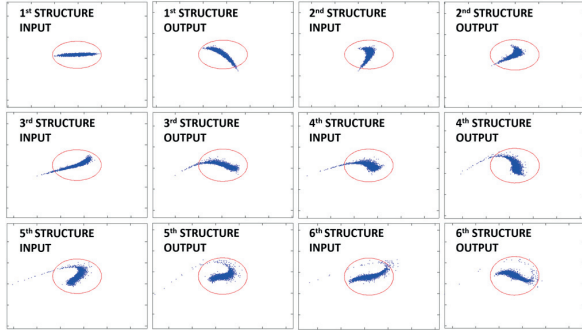 1st STRUCTURE
INPUT
1st STRUCTURE
OUTPUT
2nd STRUCTURE
INPUT
2nd STRUCTURE
OUTPUT
3rd STRUCTURE
INPUT
3rd STRUCTURE
OUTPUT
4th STRUCTURE
INPUT
4th STRUCTURE
OUTPUT
5th STRUCTURE
INPUT
5th STRUCTURE
OUTPUT
6th STRUCTURE
INPUT
6th STRUCTURE
OUTPUT